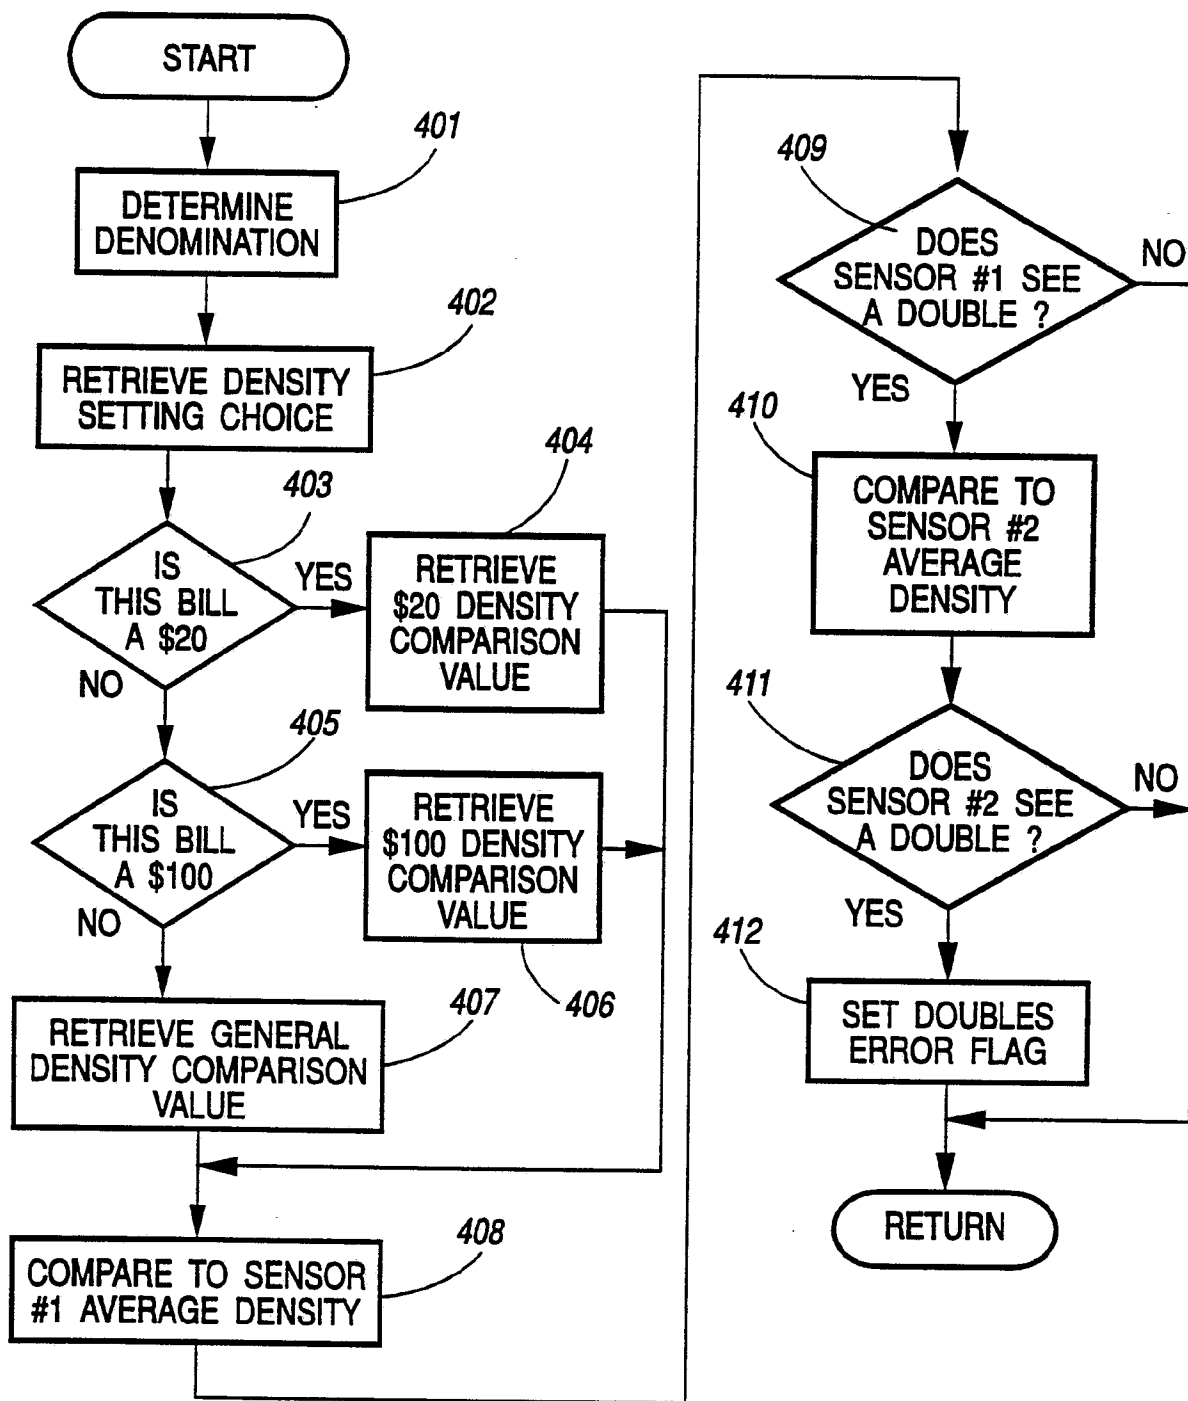 START
401
DETERMINE
DENOMINATION
402
RETRIEVE DENSITY
SETTING CHOICE
403
IS
THIS BILL
A $20
YES
NO
404
RETRIEVE
$20 DENSITY
COMPARISON
VALUE
405
IS
THIS BILL
A $100
YES
NO
RETRIEVE
$100 DENSITY
COMPARISON
VALUE
406
407
RETRIEVE GENERAL
DENSITY COMPARISON
VALUE
408
COMPARE TO SENSOR
#1 AVERAGE DENSITY
409
DOES
SENSOR #1 SEE
A DOUBLE ?
NO
YES
410
COMPARE TO
SENSOR #2
AVERAGE
DENSITY
411
DOES
SENSOR #2 SEE
A DOUBLE ?
NO
YES
412
SET DOUBLES
ERROR FLAG
RETURN